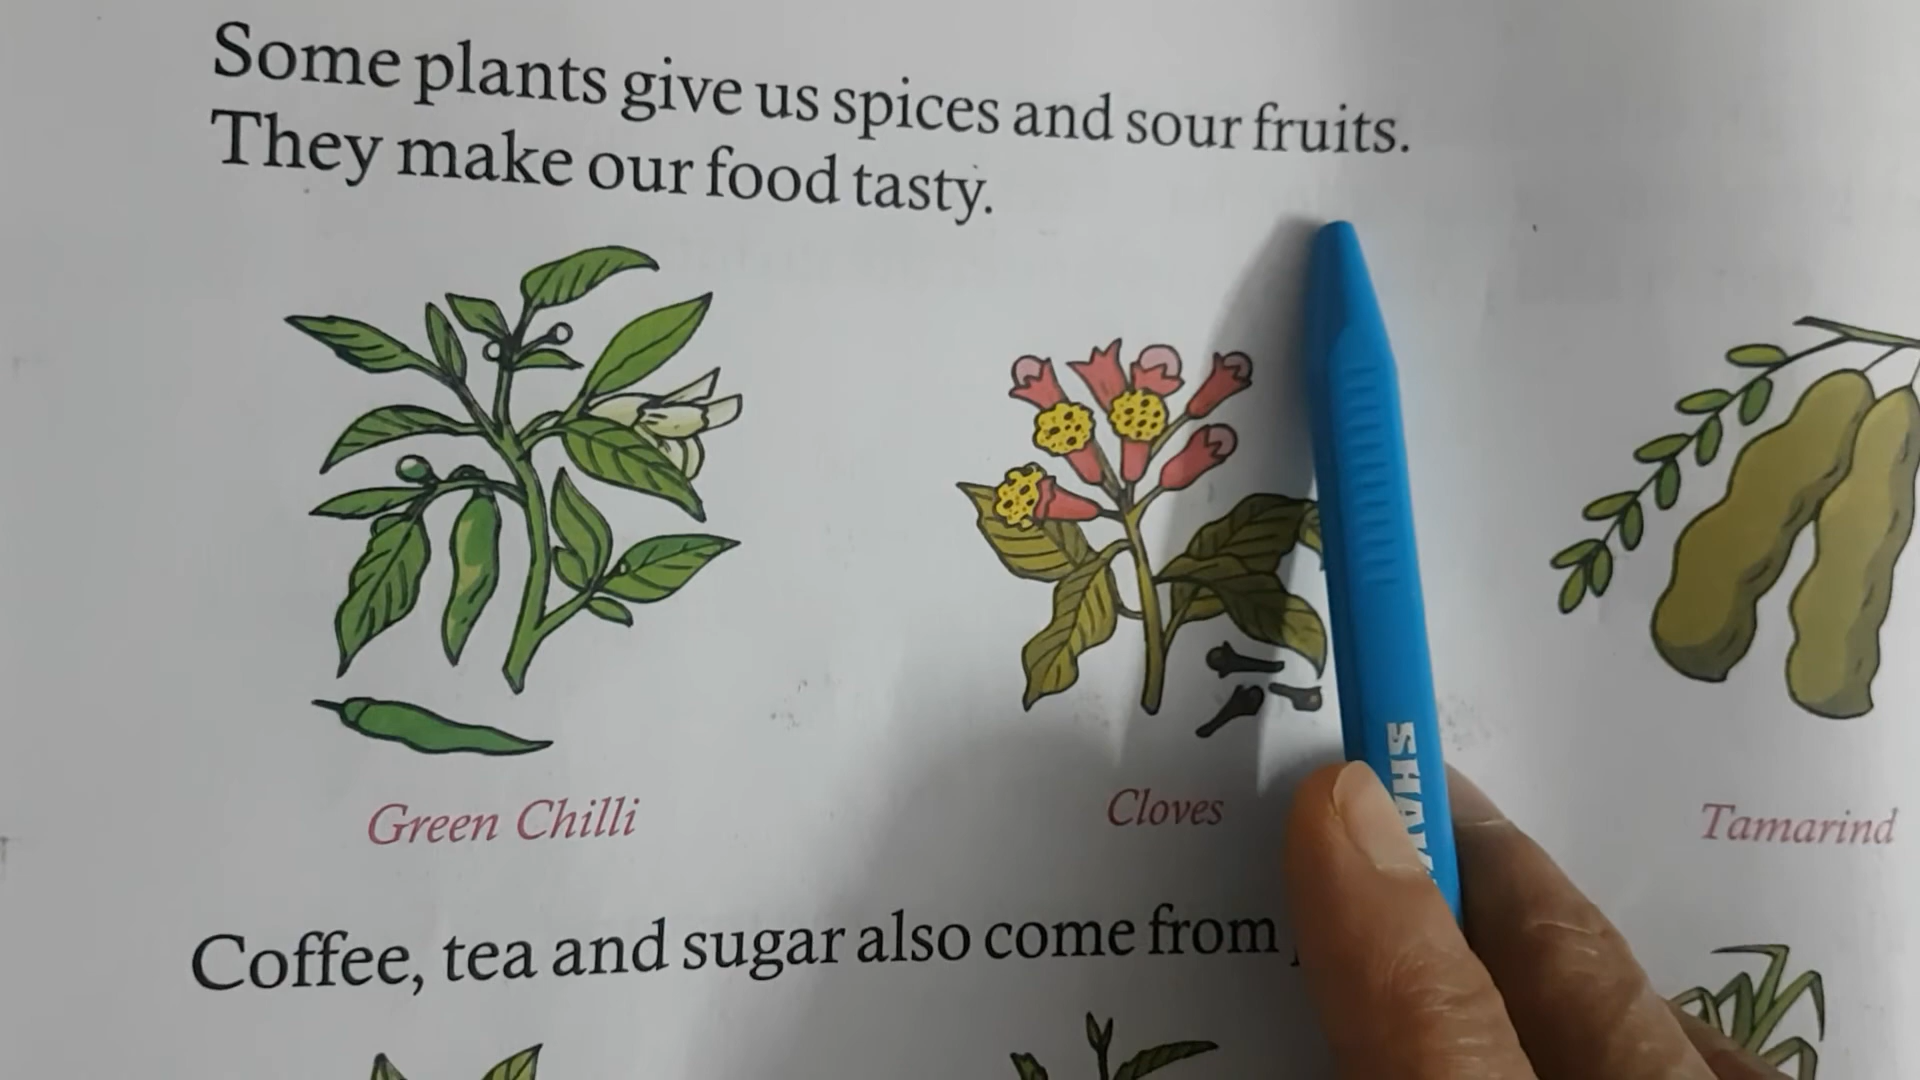 Some plants give us spices and sour fruits.
They make our food tasty.
Green Chilli
Cloves
Tamarind
Coffee, tea and sugar also come from